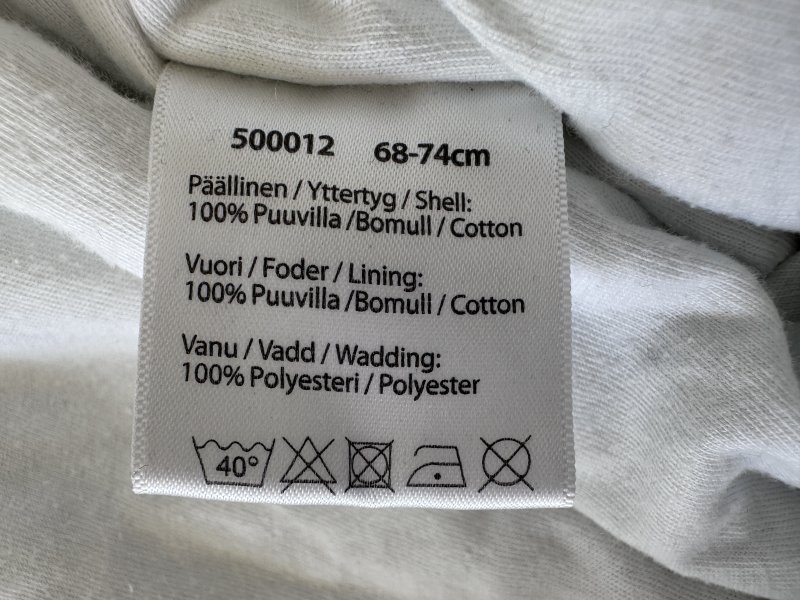 500012 68-74cm
Päällinen / Yttertyg / Shell:
100% Puuvilla /Bomull / Cotton
Vuori / Foder / Lining:
100% Puuvilla /Bomull / Cotton
Vanu / Vadd / Wadding:
100% Polyesteri / Polyester
40°